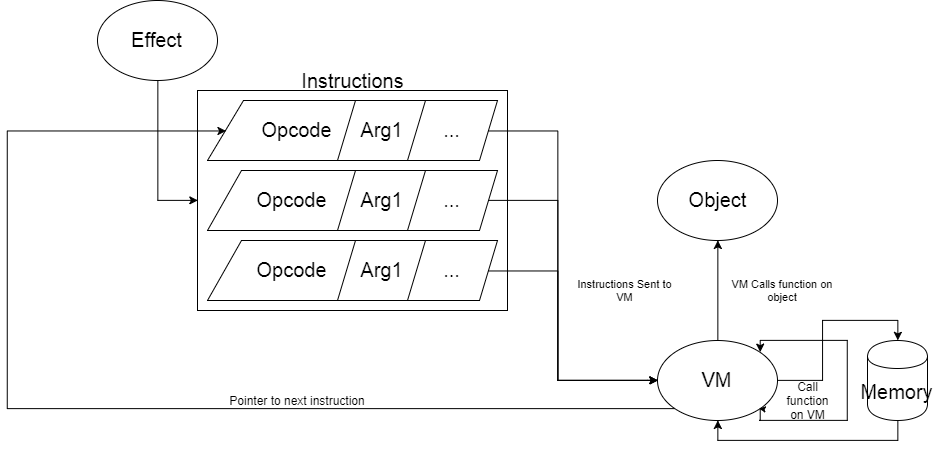 Effect
Instructions
Opcode Arg1 ...
Opcode Arg1 ...
Opcode Arg1 ...
Object
Instructions Sent to
VM
VM Calls function on
object
VM
Call
function
on VM
Memory
Pointer to next instruction